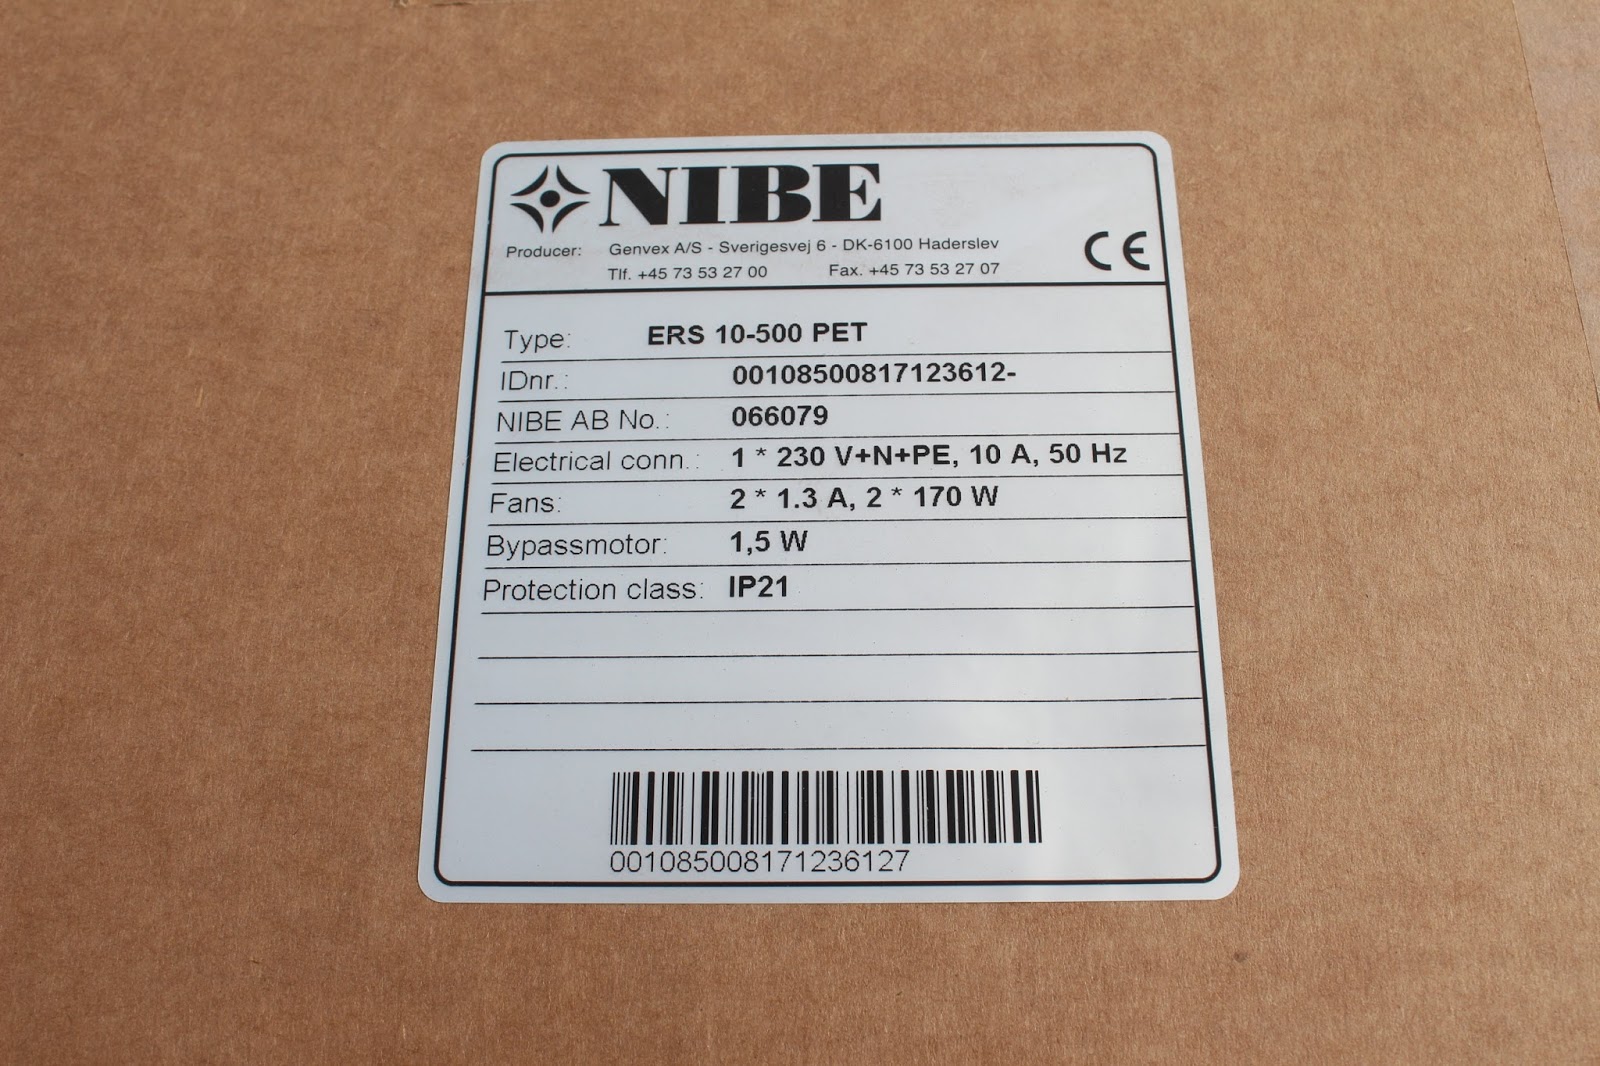 NIBE
Producer: Genvex A/S - Sverigesvej 6 - DK-6100 Haderslev
Tlf. +45 73 53 27 00 Fax. +45 73 53 27 07
CE
Type: ERS 10-500 PET
IDnr.: 00108500817123612-
NIBE AB No.: 066079
Electrical conn.: 1 * 230 V+N+PE, 10 A, 50 Hz
Fans: 2 * 1.3 A, 2 * 170 W
Bypassmotor: 1,5 W
Protection class: IP21
001085008171236127